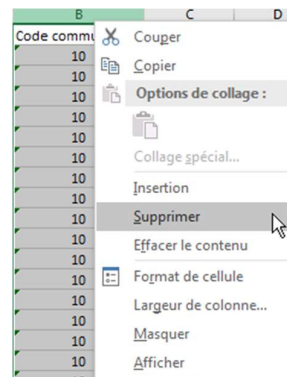 B C D
Code commu
Couper
10
Copier
10
Options de collage :
10
10
10
Collage spécial...
10
Insertion
10
10
Supprimer
10
Effacer le contenu
10
10
Format de cellule
10
Largeur de colonne...
10
Masquer
10
Afficher
10
10